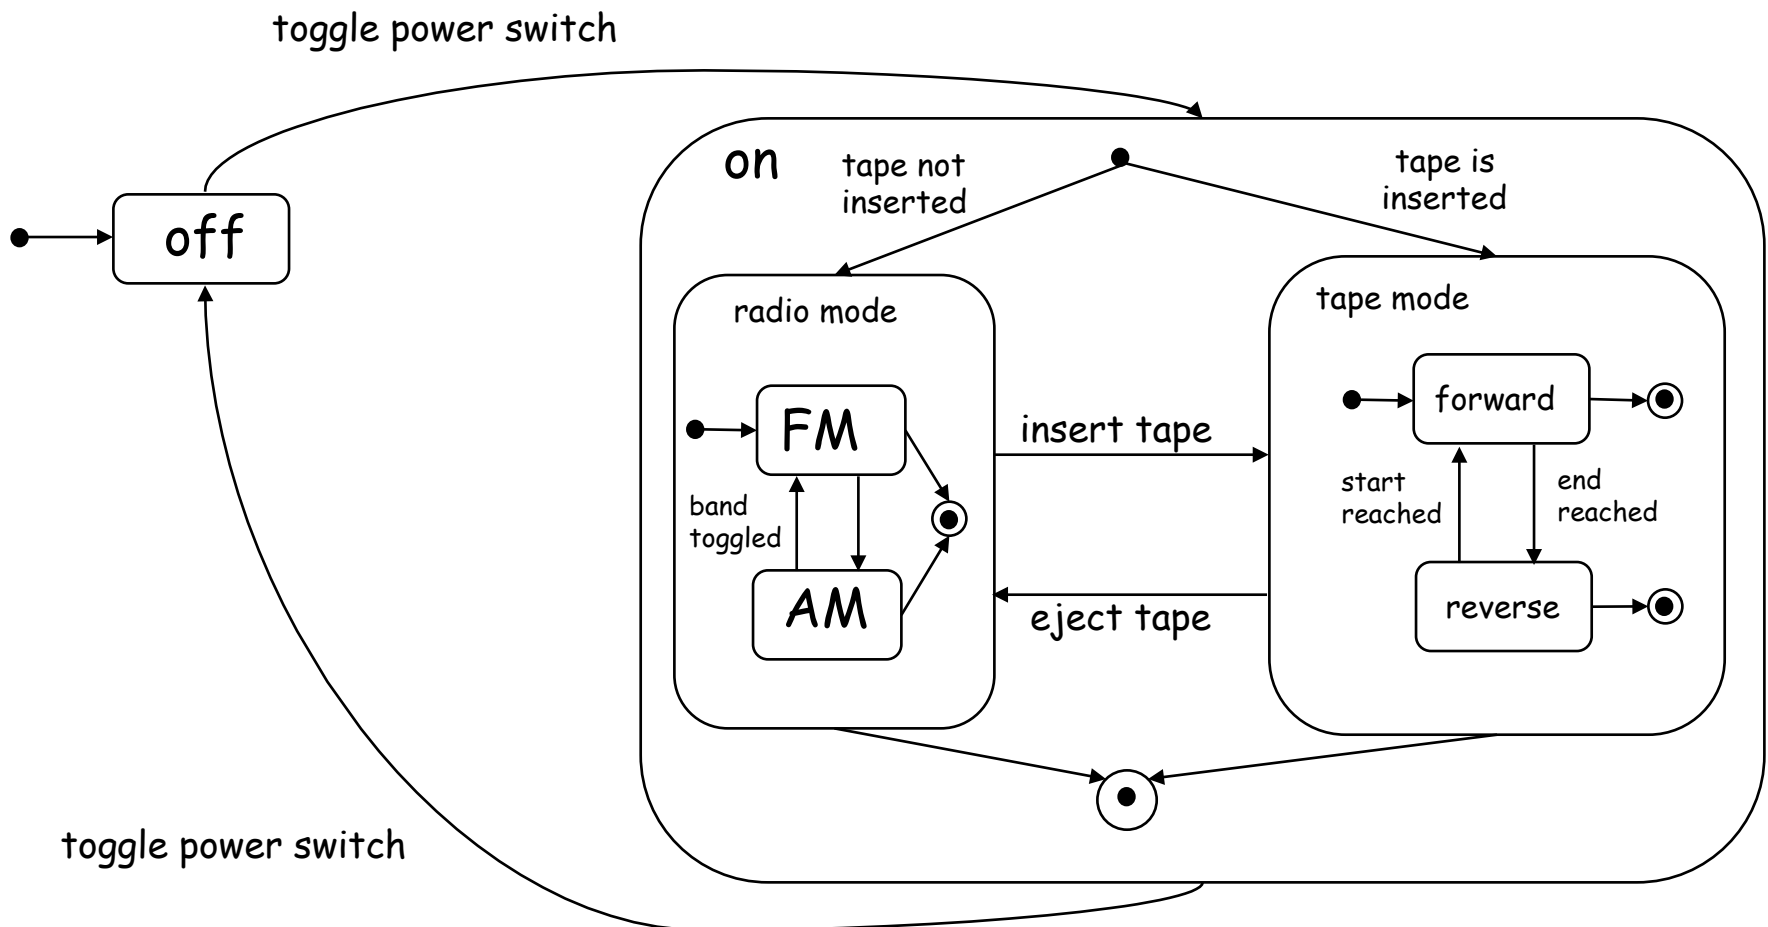 toggle power switch
on
tape not
inserted
tape is
inserted
off
radio mode
tape mode
FM
forward
insert tape
band
toggled
start
reached
end
reached
AM
reverse
eject tape
toggle power switch